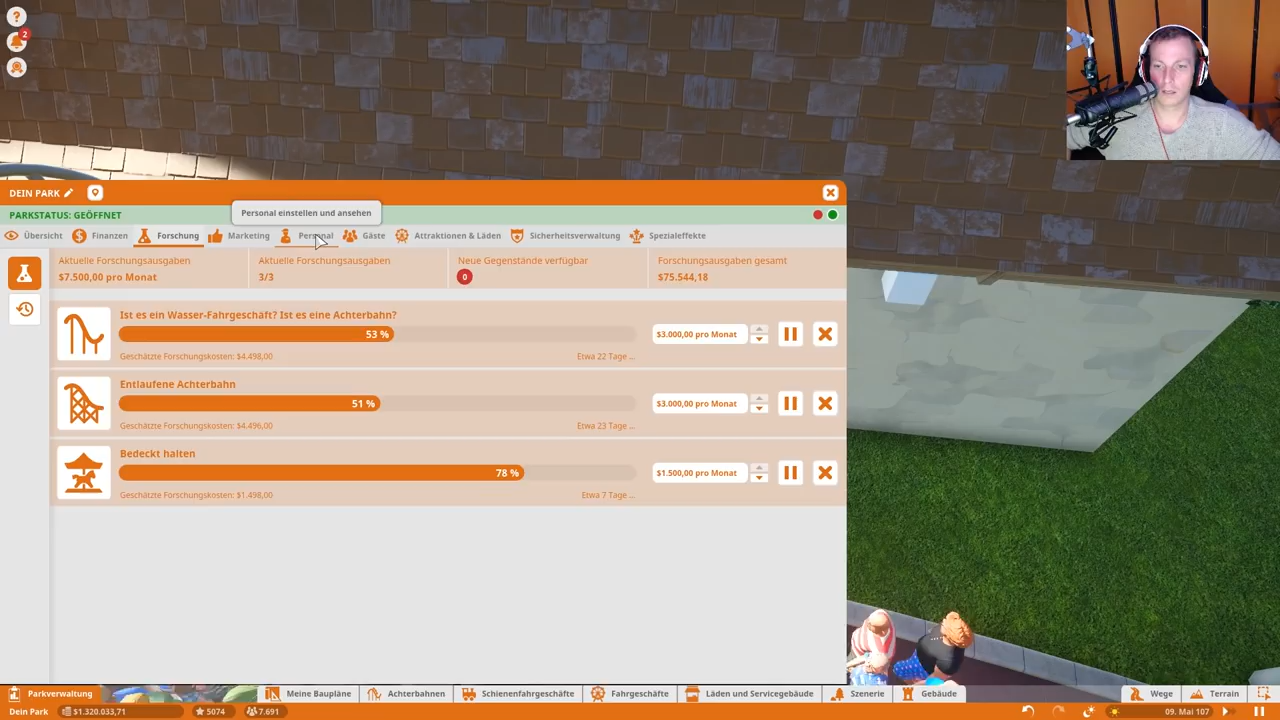 ?
2
DEIN PARK
PARKSTATUS: GEÖFFNET
Personal einstellen und ansehen
Übersicht
Finanzen
Forschung
Marketing
Personal
Gäste
Attraktionen & Läden
Sicherheitsverwaltung
Spezialeffekte
Aktuelle Forschungsausgaben
$7.500,00 pro Monat
Aktuelle Forschungsausgaben
3/3
Neue Gegenstände verfügbar
0
Forschungsausgaben gesamt
$75.544,18
Ist es ein Wasser-Fahrgeschäft? Ist es eine Achterbahn?
53 %
$3.000,00 pro Monat
Geschätzte Forschungskosten: $4.498,00
Etwa 22 Tage ...
Entlaufene Achterbahn
51 %
$3.000,00 pro Monat
Geschätzte Forschungskosten: $4.496,00
Etwa 23 Tage ...
Bedeckt halten
78 %
$1.500,00 pro Monat
Geschätzte Forschungskosten: $1.498,00
Etwa 7 Tage ...
Parkverwaltung
Meine Baupläne
Achterbahnen
Schienenfahrgeschäfte
Fahrgeschäfte
Läden und Servicegebäude
Szenerie
Gebäude
Wege
Terrain
Dein Park
$1.320.033,71
5074
7.691
09. Mai 107